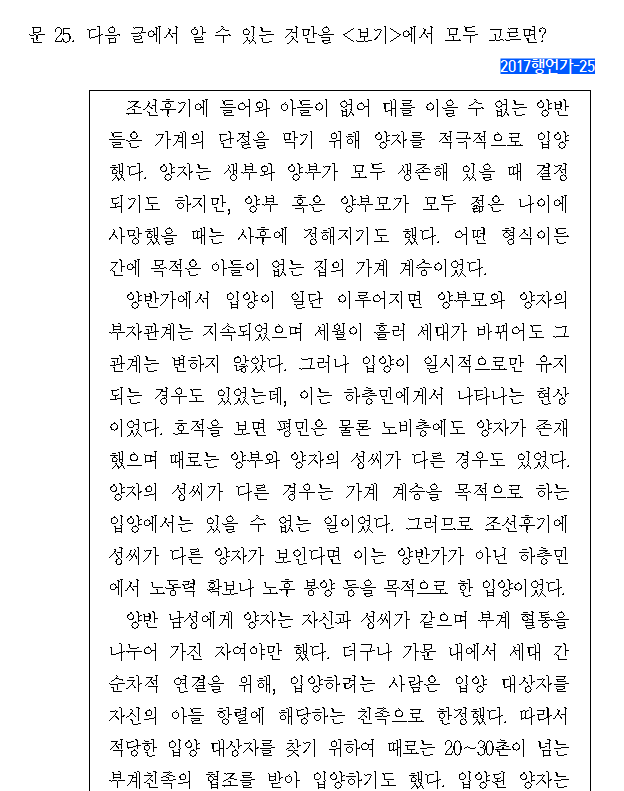 문 25. 다음 글에서 알 수 있는 것만을 <보기>에서 모두 고르면?
2017행언가-25
조선후기에 들어와 아들이 없어 대를 이을 수 없는 양반
들은 가계의 단절을 막기 위해 양자를 적극적으로 입양
했다. 양자는 생부와 양부가 모두 생존해 있을 때 결정
되기도 하지만, 양부 혹은 양부모가 모두 젊은 나이에
사망했을 때는 사후에 정해지기도 했다. 어떤 형식이든
간에 목적은 아들이 없는 집의 가계 계승이었다.
양반가에서 입양이 일단 이루어지면 양부모와 양자의
부자관계는 지속되었으며 세월이 흘러 세대가 바뀌어도 그
관계는 변하지 않았다. 그러나 입양이 일시적으로만 유지
되는 경우도 있었는데, 이는 하층민에게서 나타나는 현상
이었다. 호적을 보면 평민은 물론 노비층에도 양자가 존재
했으며 때로는 양부와 양자의 성씨가 다른 경우도 있었다.
양자의 성씨가 다른 경우는 가계 계승을 목적으로 하는
입양에서는 있을 수 없는 일이었다. 그러므로 조선후기에
성씨가 다른 양자가 보인다면 이는 양반가가 아닌 하층민
에서 노동력 확보나 노후 봉양 등을 목적으로 한 입양이었다.
양반 남성에게 양자는 자신과 성씨가 같으며 부계 혈통을
나누어 가진 자여야만 했다. 더구나 가문 내에서 세대 간
순차적 연결을 위해, 입양하려는 사람은 입양 대상자를
자신의 아들 항렬에 해당하는 친족으로 한정했다. 따라서
적당한 입양 대상자를 찾기 위하여 때로는 20~30촌이 넘는
부계친족의 협조를 받아 입양하기도 했다. 입양된 양자는